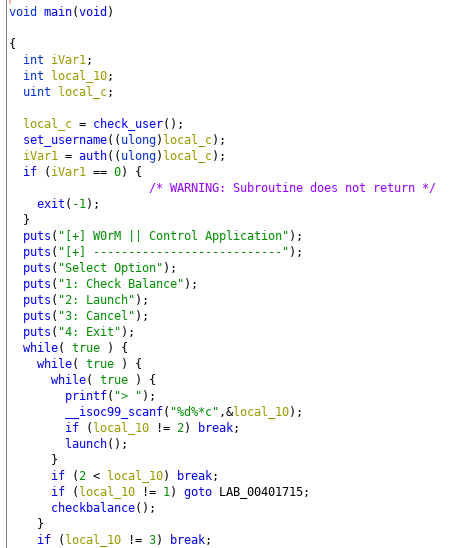 void main(void)
{
int iVar1;
int local_10;
uint local_c;
local_c = check_user();
set_username((ulong)local_c);
iVar1 = auth((ulong)local_c);
if (iVar1 == 0) {
/* WARNING: Subroutine does not return */
exit(-1);
}
puts("[+] W0rM || Control Application");
puts("[+] ---------------------------");
puts("Select Option");
puts("1: Check Balance");
puts("2: Launch");
puts("3: Cancel");
puts("4: Exit");
while( true ) {
while( true ) {
while( true ) {
printf("> ");
__isoc99_scanf("%d%*c",&local_10);
if (local_10 != 2) break;
launch();
}
if (2 < local_10) break;
if (local_10 != 1) goto LAB_00401715;
checkbalance();
}
if (local_10 != 3) break;